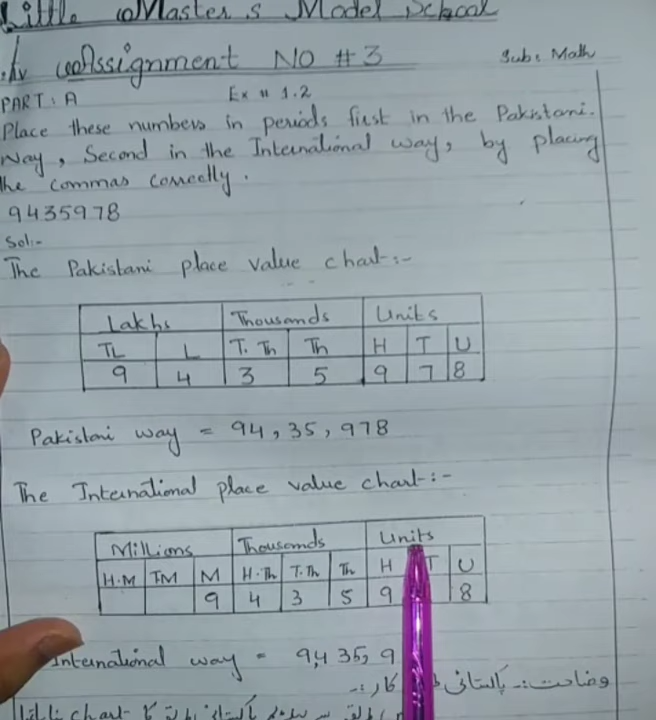 Little Master's Model School
Assignment NO # 3 Sub: Math
PART: A Ex # 1.2
Place these numbers in periods first in the Pakistani.
Way, Second in the International way, by placing
the commas correctly.
9435978
Sol:-
The Pakistani place value chart:-
Lakhs Thousands Units
TL L T.Th Th H T U
9 4 3 5 9 7 8
Pakistani way = 94,35,978
The International place value chart:-
Millions Thousands Units
H.M TM M H.Th T.Th Th H T U
9 4 3 5 9 8
International way = 9,435,9
وضاحت:۔ پاکستانی کار:۔